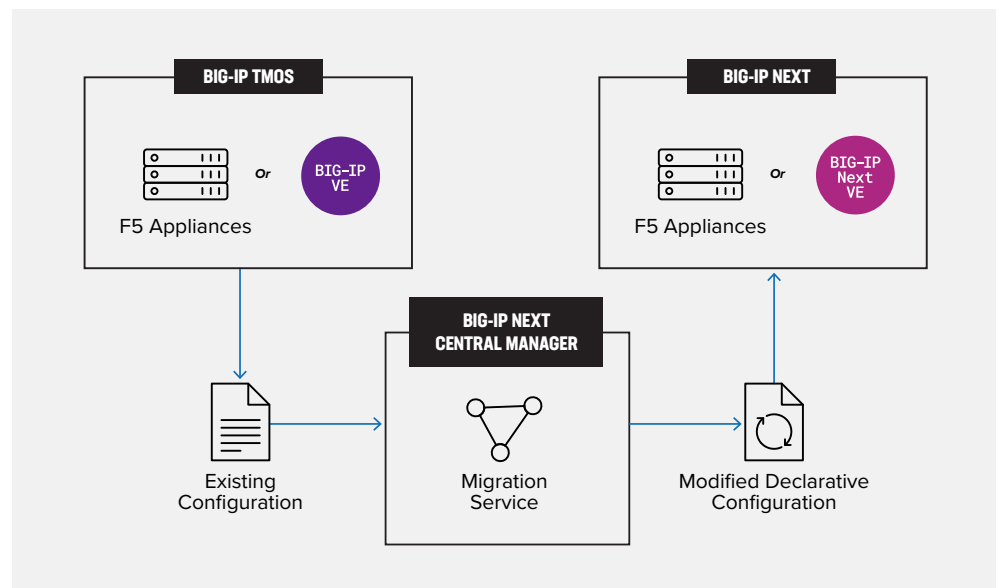 BIG-IP TMOS
Or
BIG-IP
VE
F5 Appliances
BIG-IP NEXT
Or
BIG-IP
Next
VE
F5 Appliances
BIG-IP NEXT
CENTRAL MANAGER
Existing
Configuration
Migration
Service
Modified Declarative
Configuration